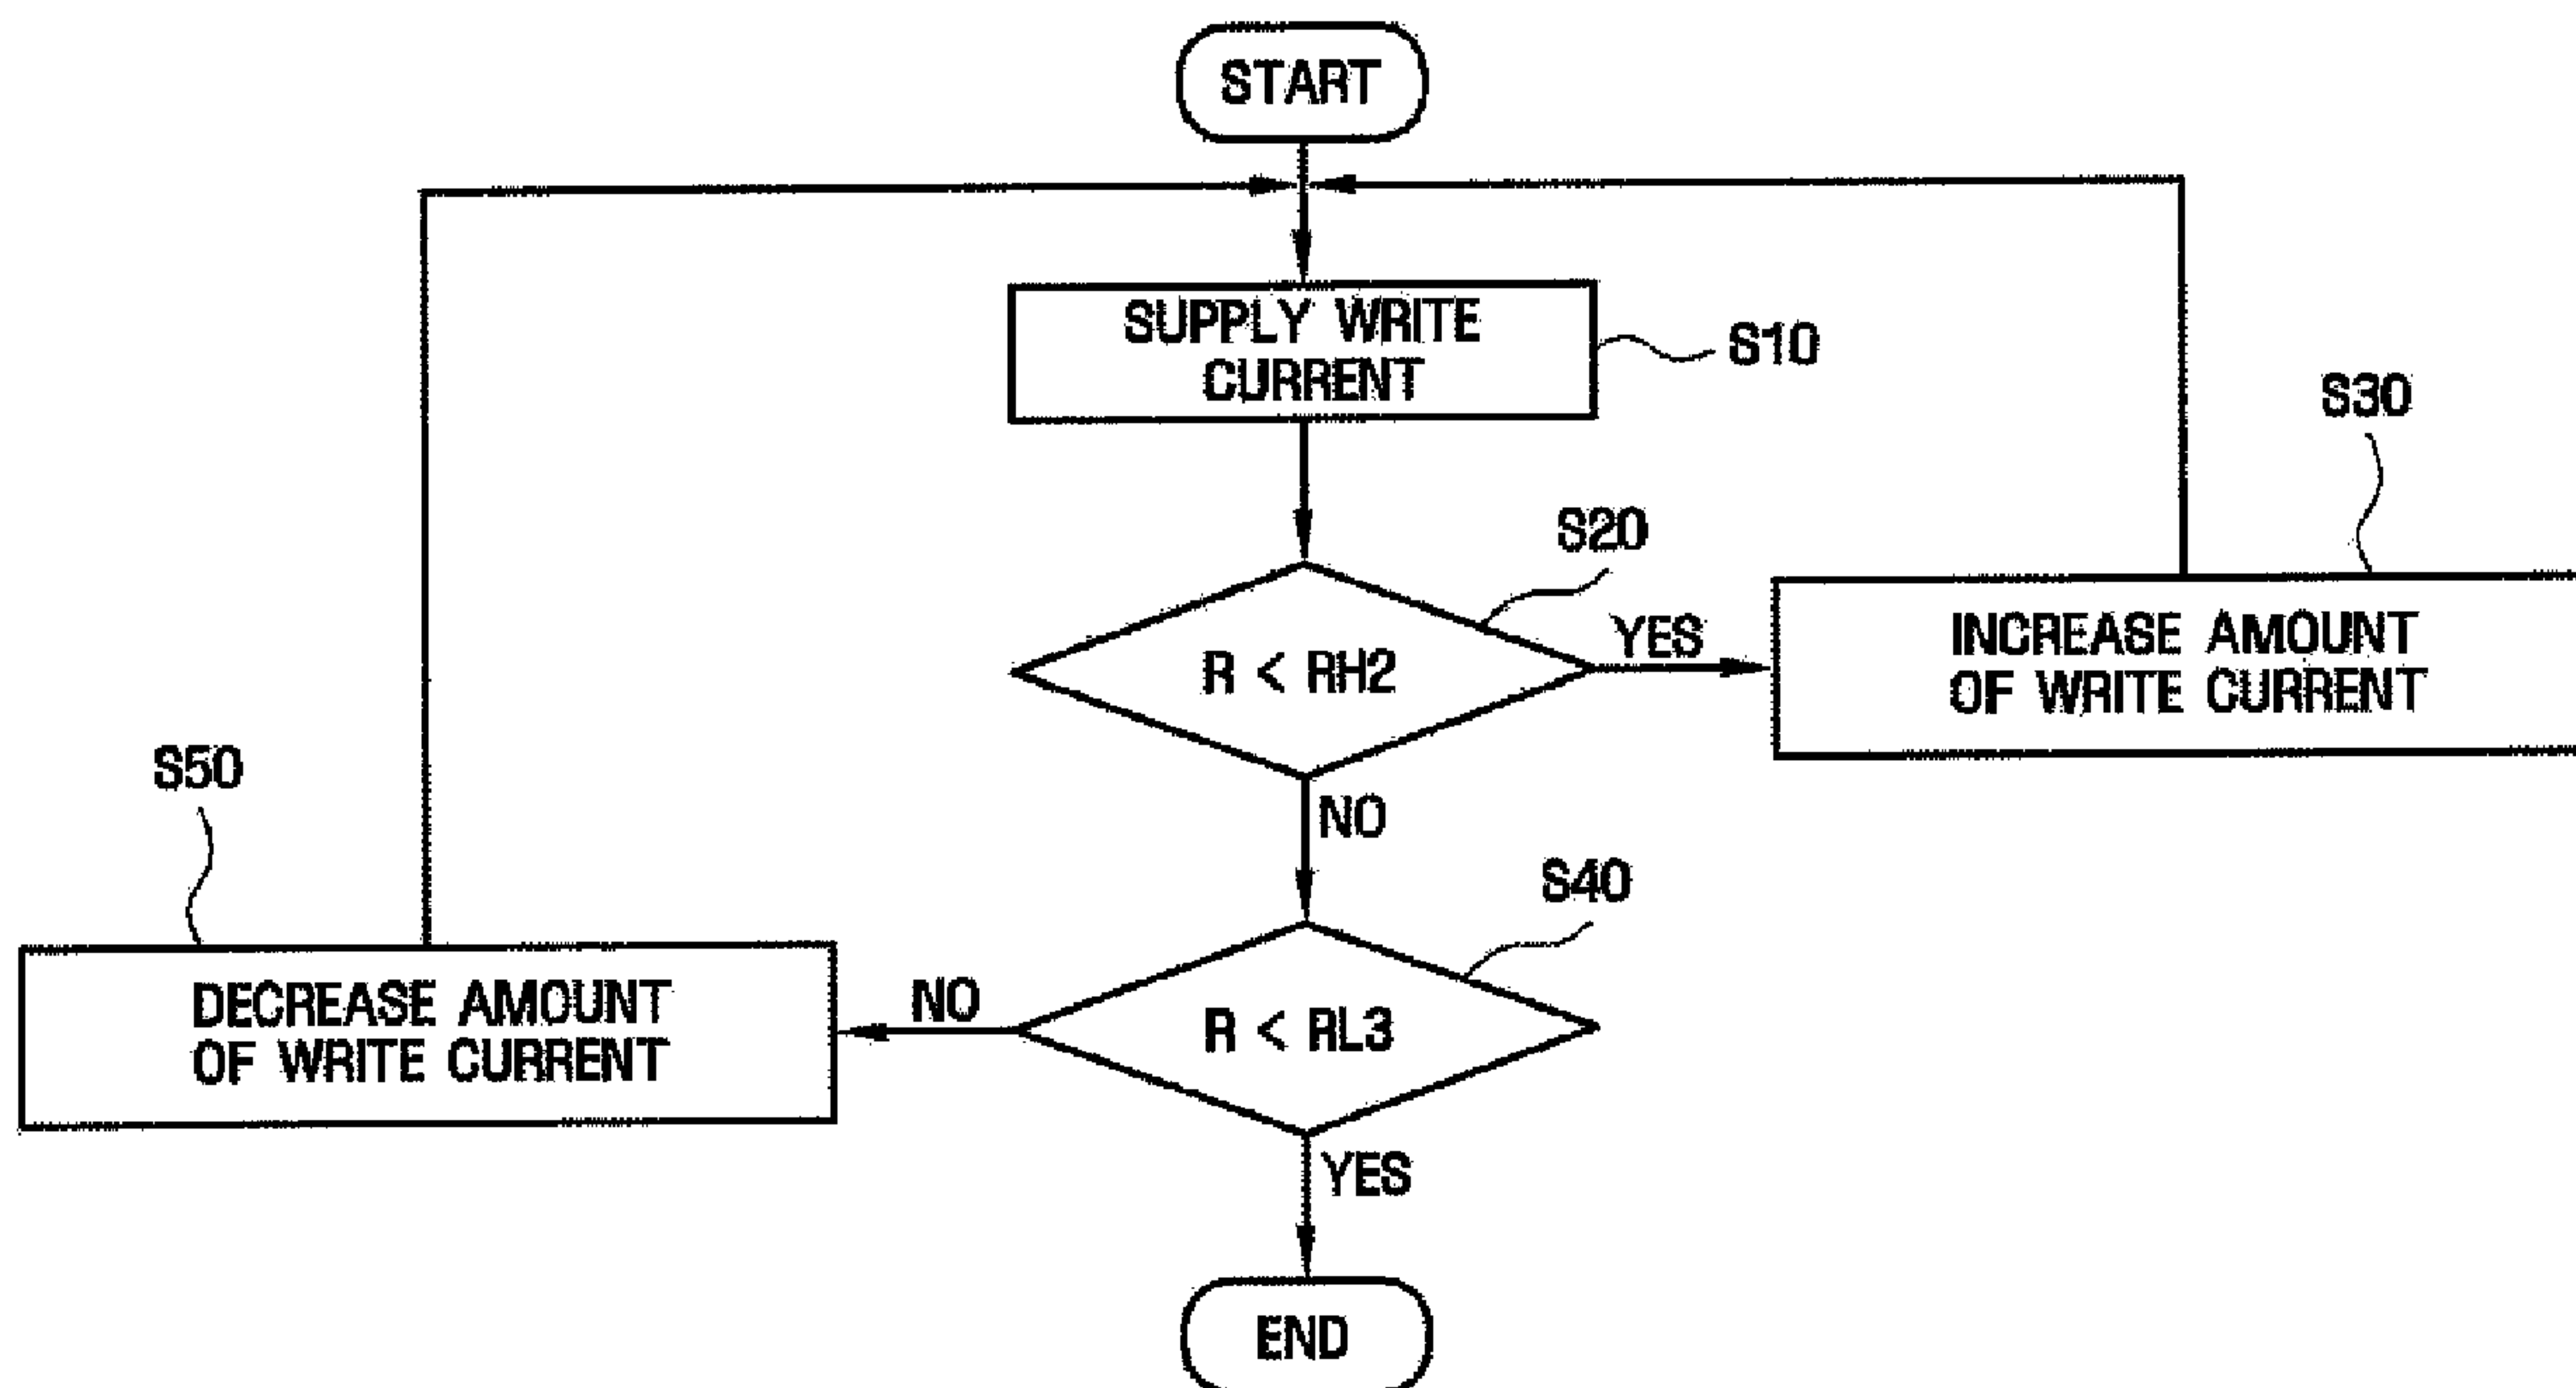 START
SUPPLY WRITE
CURRENT
S10
S30
S20
R < RH2
YES
INCREASE AMOUNT
OF WRITE CURRENT
NO
S50
S40
DECREASE AMOUNT
OF WRITE CURRENT
NO
R < RL3
YES
END